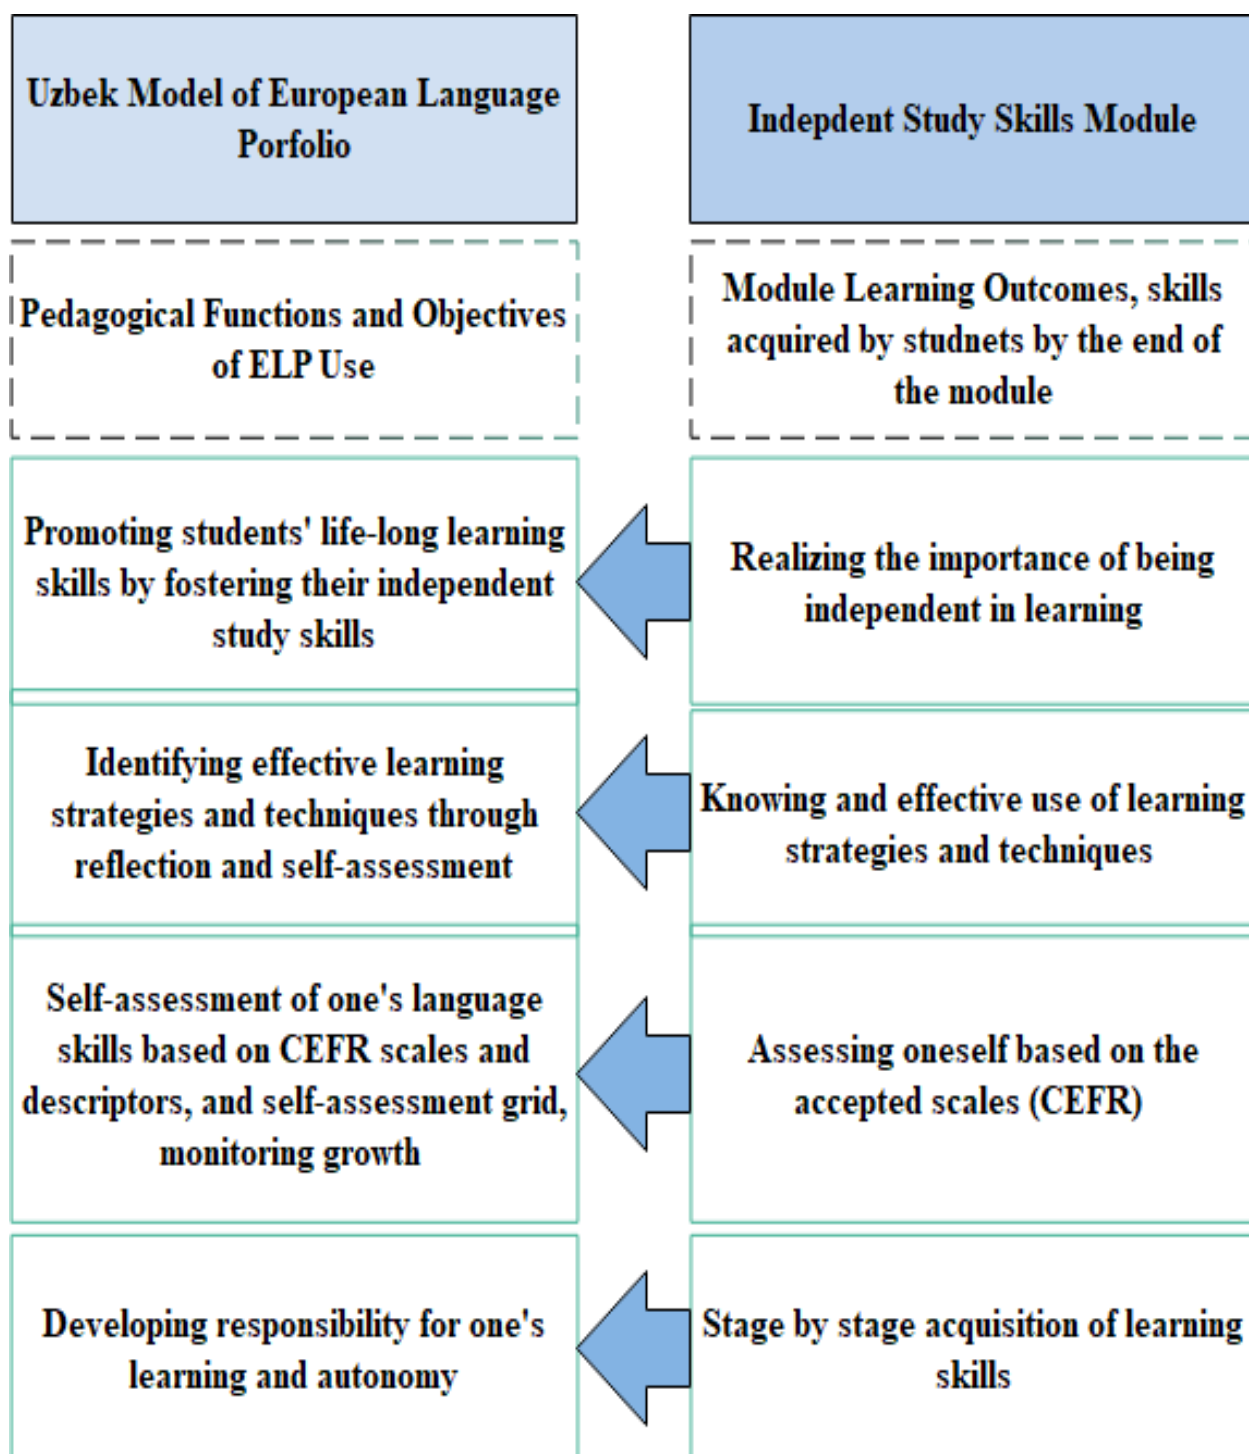 Uzbek Model of European Language
Porfolio
Indepdent Study Skills Module
Pedagogical Functions and Objectives
of ELP Use
Module Learning Outcomes, skills
acquired by studnets by the end of
the module
Promoting students' life-long learning
skills by fostering their independent
study skills
Realizing the importance of being
independent in learning
Identifying effective learning
strategies and techniques through
reflection and self-assessment
Knowing and effective use of learning
strategies and techniques
Self-assessment of one's language
skills based on CEFR scales and
descriptors, and self-assessment grid,
monitoring growth
Assessing oneself based on the
accepted scales (CEFR)
Developing responsibility for one's
learning and autonomy
Stage by stage acquisition of learning
skills